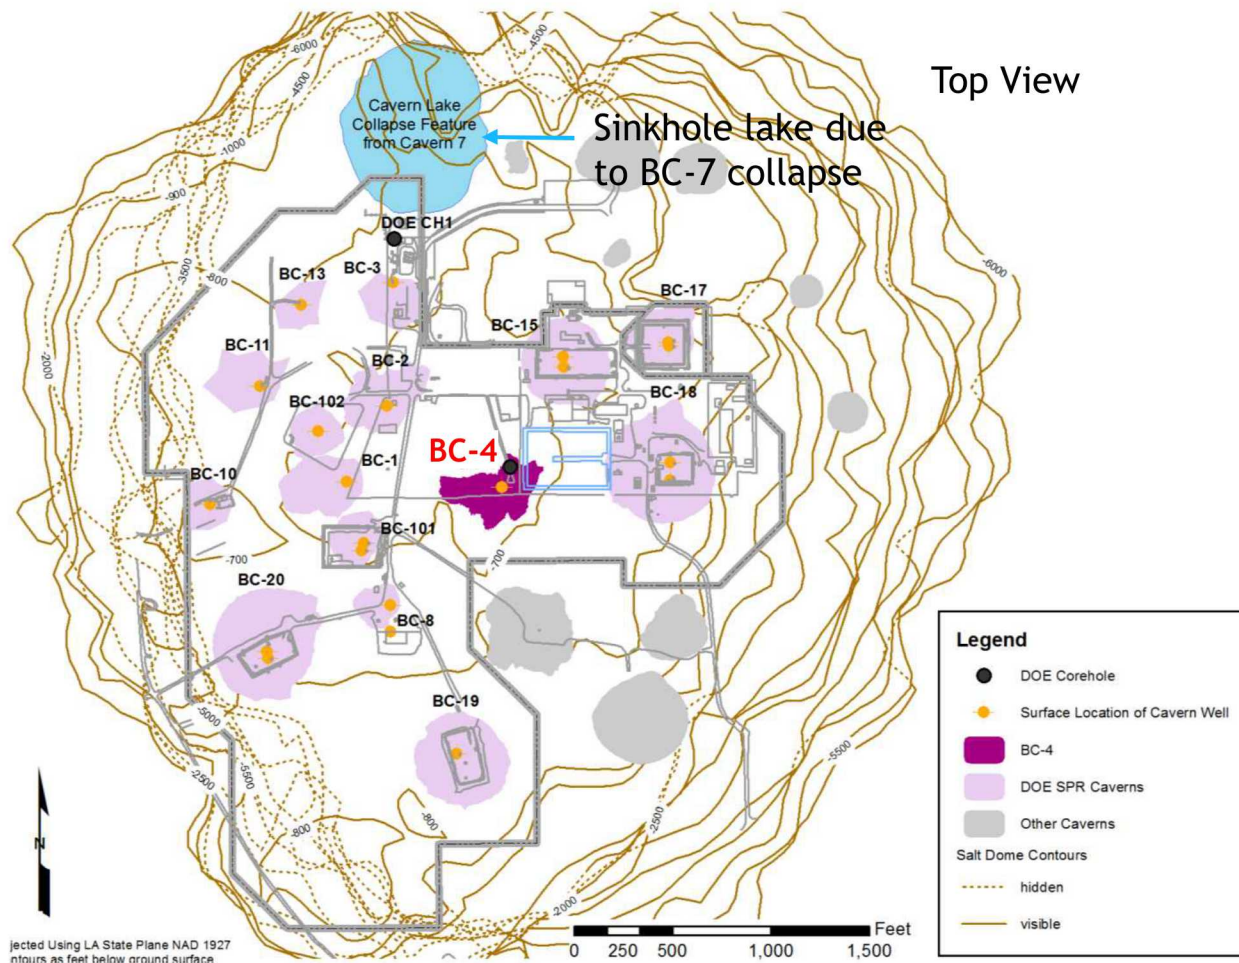 Top View
-6000
-4500
-4500
Cavern Lake
Collapse Feature
from Cavern 7
Sinkhole lake due
to BC-7 collapse
-1000
-900
DOE CH1
-3500
-800
BC-3
BC-13
-6000
BC-17
BC-15
BC-11
-2000
BC-2
BC-18
BC-102
BC-4
BC-1
BC-10
BC-101
-700
-700
BC-20
BC-8
BC-19
-5000
-5500
-2500
-5500
-800
-800
-2500
-2000
N
Legend
DOE Corehole
Surface Location of Cavern Well
BC-4
DOE SPR Caverns
Other Caverns
Salt Dome Contours
hidden
visible
Feet
0 250 500 1,000 1,500
jected Using LA State Plane NAD 1927
ntours as feet below ground surface